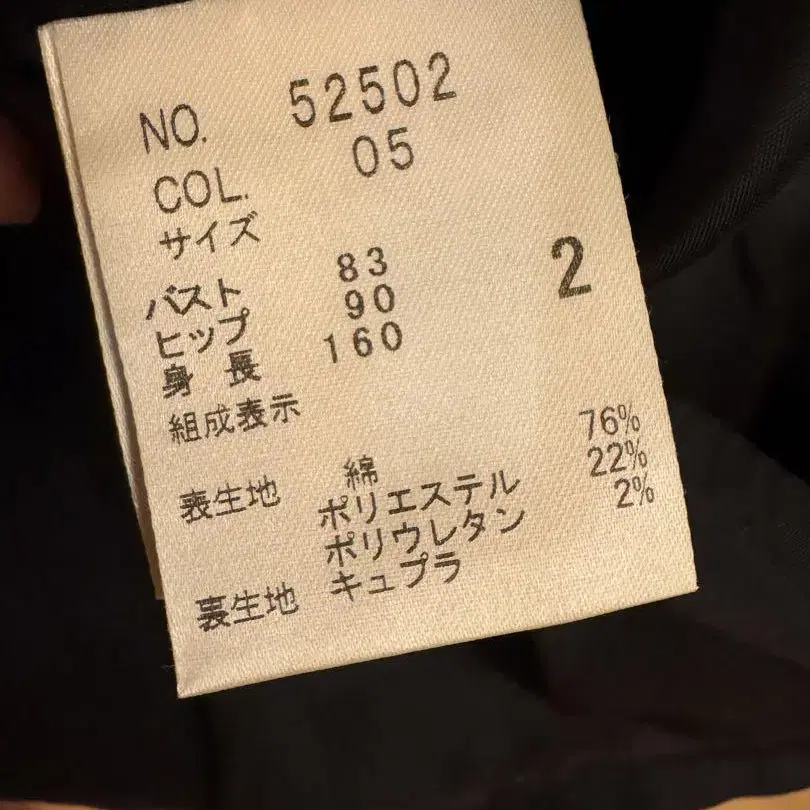 NO. 52502
COL. 05
サイズ 2
バスト 83
ヒップ 90
身長 160
組成表示
表生地 綿 76%
ポリエステル 22%
ポリウレタン 2%
裏生地 キュプラ